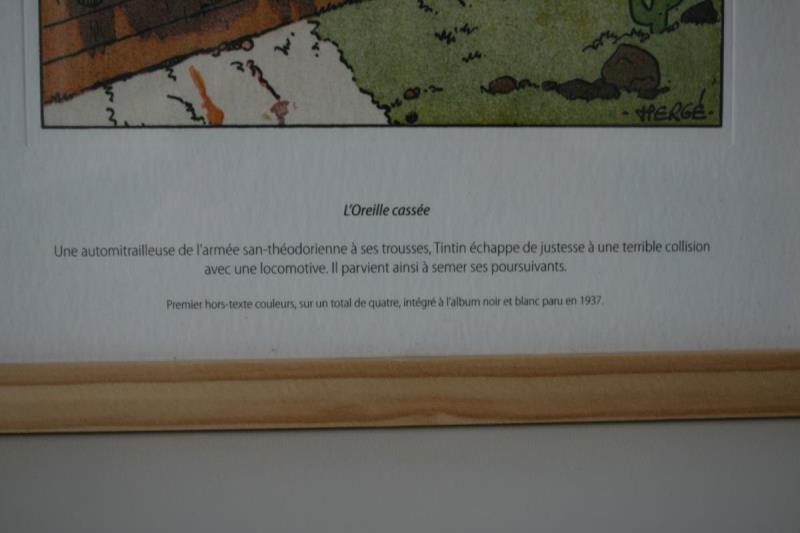 - HERGÉ -
L'Oreille cassée
Une automitrailleuse de l'armée san-théodorienne à ses trousses, Tintin échappe de justesse à une terrible collision
avec une locomotive. Il parvient ainsi à semer ses poursuivants.
Premier hors-texte couleurs, sur un total de quatre, intégré à l'album noir et blanc paru en 1937.